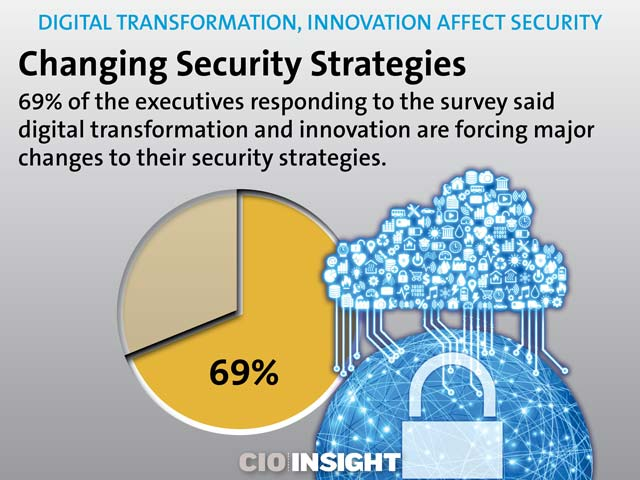 DIGITAL TRANSFORMATION, INNOVATION AFFECT SECURITY
Changing Security Strategies
69% of the executives responding to the survey said
digital transformation and innovation are forcing major
changes to their security strategies.
69%
CIO INSIGHT